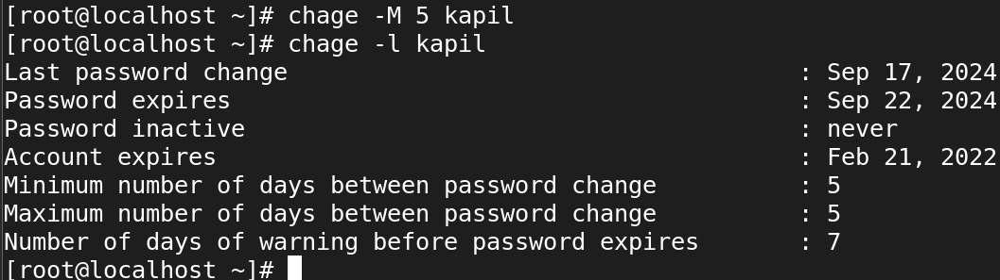 [root@localhost ~]# chage -M 5 kapil
[root@localhost ~]# chage -l kapil
Last password change : Sep 17, 2024
Password expires : Sep 22, 2024
Password inactive : never
Account expires : Feb 21, 2022
Minimum number of days between password change : 5
Maximum number of days between password change : 5
Number of days of warning before password expires : 7
[root@localhost ~]#